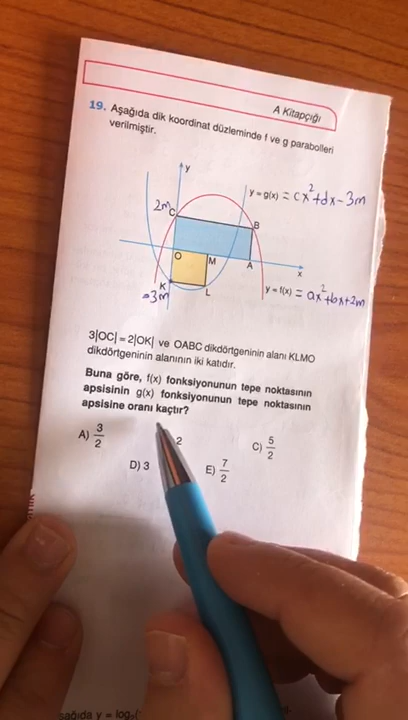 A Kitapçığı
19. Aşağıda dik koordinat düzleminde f ve g parabolleri
verilmiştir.
y
y = g(x) = cx²+dx-3m
2m C
B
O
M
A
x
K
L
-3m
y = f(x) = ax²+bx+2m
3|OC| = 2|OK| ve OABC dikdörtgeninin alanı KLMO
dikdörtgeninin alanının iki katıdır.
Buna göre, f(x) fonksiyonunun tepe noktasının
apsisinin g(x) fonksiyonunun tepe noktasının
apsisine oranı kaçtır?
A) 3/2
2
C) 5/2
D) 3
E) 7/2
y = log